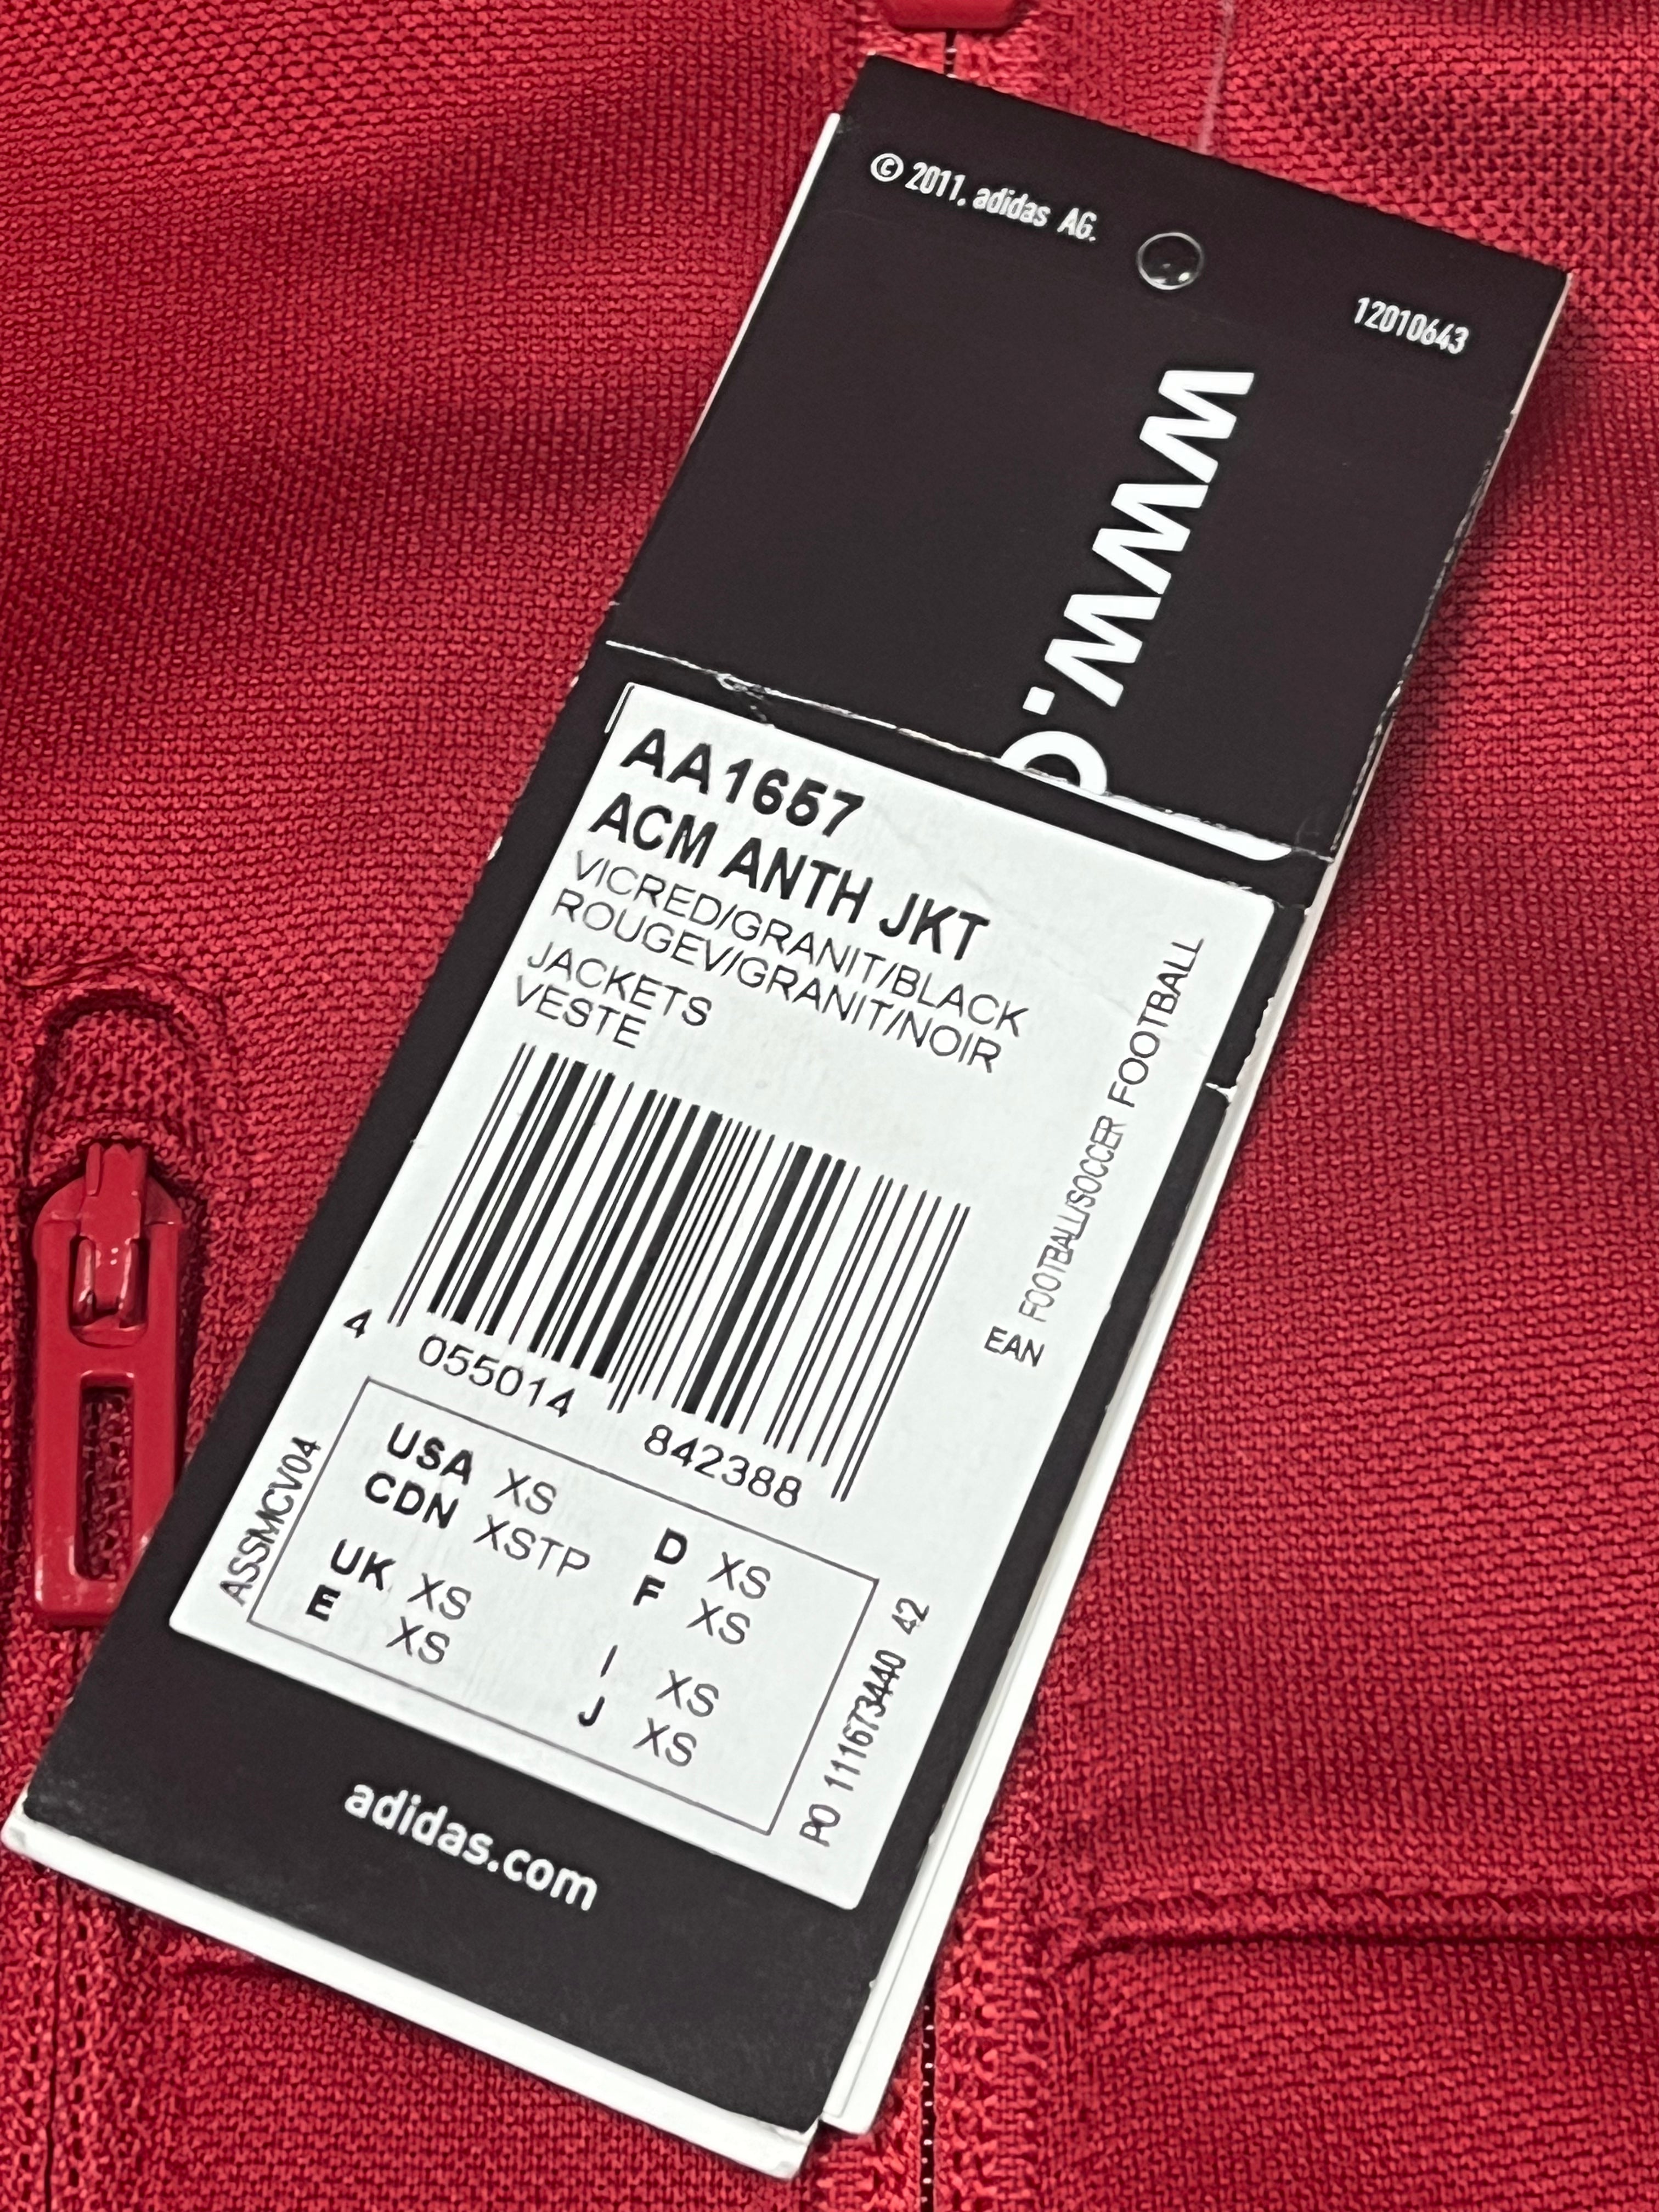 © 2011. adidas AG.
12010643
www.
AA1657
ACM ANTH JKT
VICRED/GRANIT/BLACK
ROUGEV/GRANIT/NOIR
JACKETS
VESTE
FOOTBALL/SOCCER FOOTBALL
EAN
4 055014 842388
ASSMCV04
USA XS
CDN XSTP
UK XS
E XS
D XS
F XS
I XS
J XS
PO 111673440 42
adidas.com